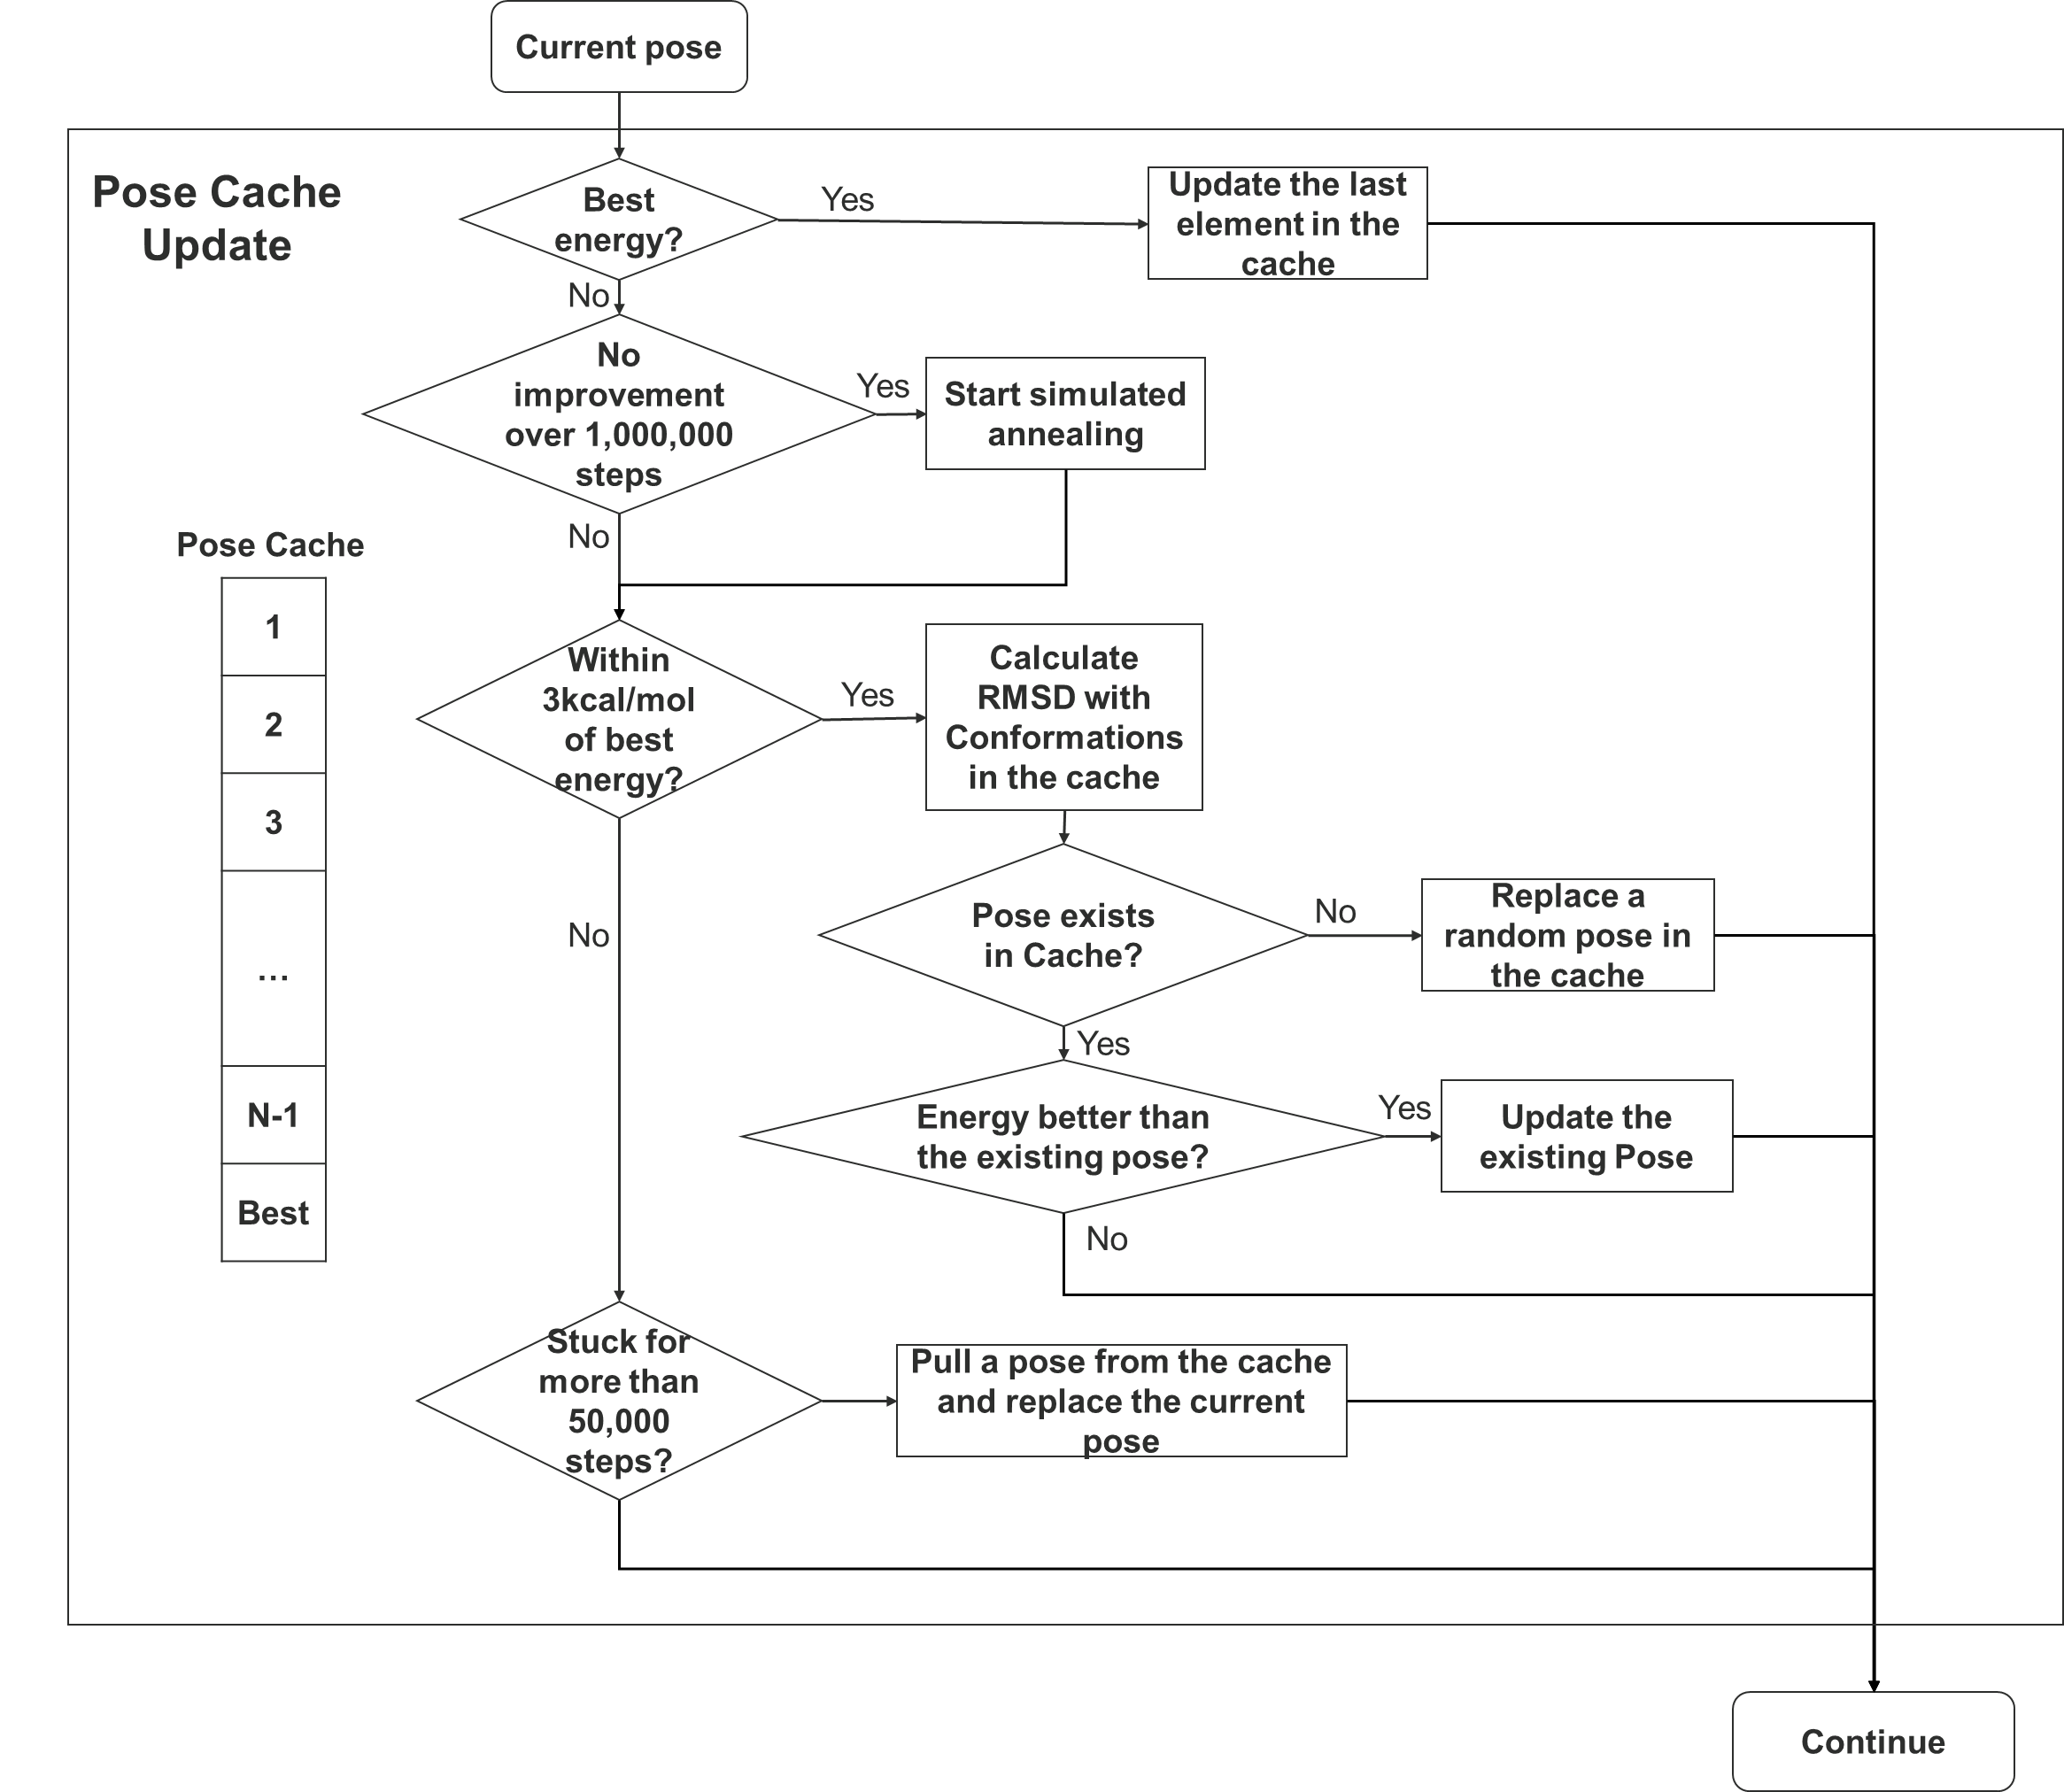 Current pose
Pose Cache
Update
Best
energy?
Yes
Update the last
element in the
cache
No
No
improvement
over 1,000,000
steps
Yes
Start simulated
annealing
No
Pose Cache
1
2
3
...
N-1
Best
Within
3kcal/mol
of best
energy?
Yes
Calculate
RMSD with
Conformations
in the cache
No
Pose exists
in Cache?
No
Replace a
random pose in
the cache
Yes
Energy better than
the existing pose?
Yes
Update the
existing Pose
No
Stuck for
more than
50,000
steps?
Pull a pose from the cache
and replace the current
pose
Continue